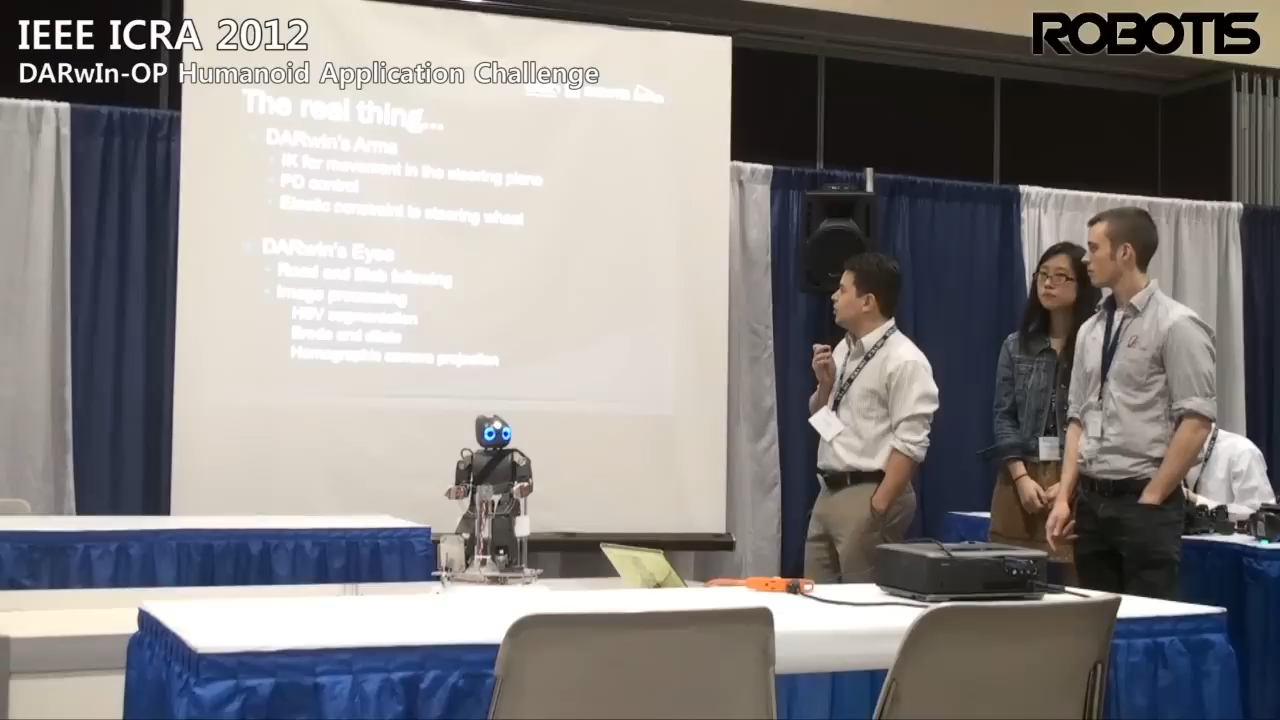 IEEE ICRA 2012
DARwIn-OP Humanoid Application Challenge
ROBOTIS
The real thing...
DARwin's Arms
IK for movement in the steering plane
PD control
Elastic constraint to steering wheel
DARwin's Eyes
Road and Blob following
Image processing
HSV segmentation
Erode and dilate
Homographic camera projection